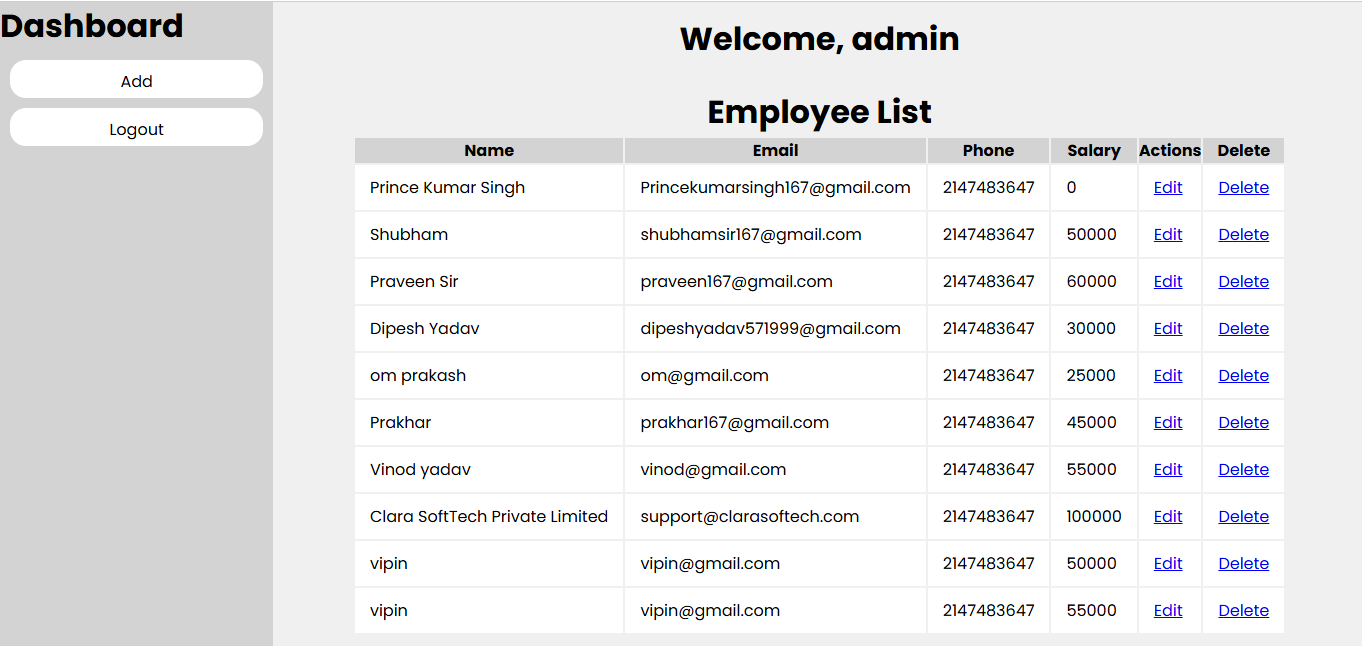 Dashboard
Add
Logout
Welcome, admin
Employee List
Name Email Phone Salary Actions Delete
Prince Kumar Singh Princekumarsingh167@gmail.com 2147483647 0 Edit Delete
Shubham shubhamsir167@gmail.com 2147483647 50000 Edit Delete
Praveen Sir praveen167@gmail.com 2147483647 60000 Edit Delete
Dipesh Yadav dipeshyadav571999@gmail.com 2147483647 30000 Edit Delete
om prakash om@gmail.com 2147483647 25000 Edit Delete
Prakhar prakhar167@gmail.com 2147483647 45000 Edit Delete
Vinod yadav vinod@gmail.com 2147483647 55000 Edit Delete
Clara SoftTech Private Limited support@clarasoftech.com 2147483647 100000 Edit Delete
vipin vipin@gmail.com 2147483647 50000 Edit Delete
vipin vipin@gmail.com 2147483647 55000 Edit Delete